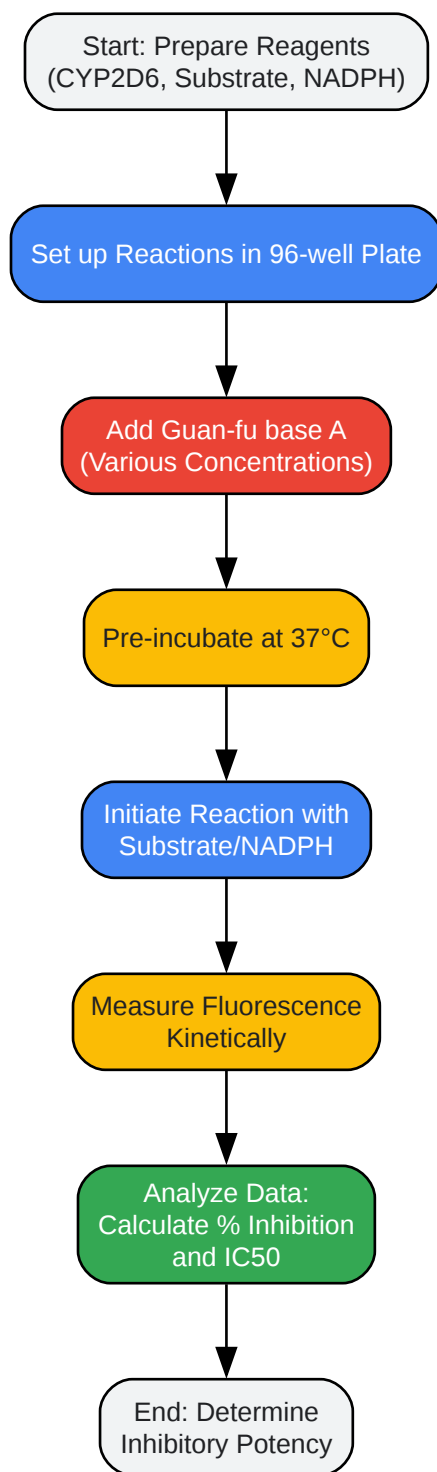 Start: Prepare Reagents
(CYP2D6, Substrate, NADPH)
Set up Reactions in 96-well Plate
Add Guan-fu base A
(Various Concentrations)
Pre-incubate at 37°C
Initiate Reaction with
Substrate/NADPH
Measure Fluorescence
Kinetically
Analyze Data:
Calculate % Inhibition
and IC50
End: Determine
Inhibitory Potency